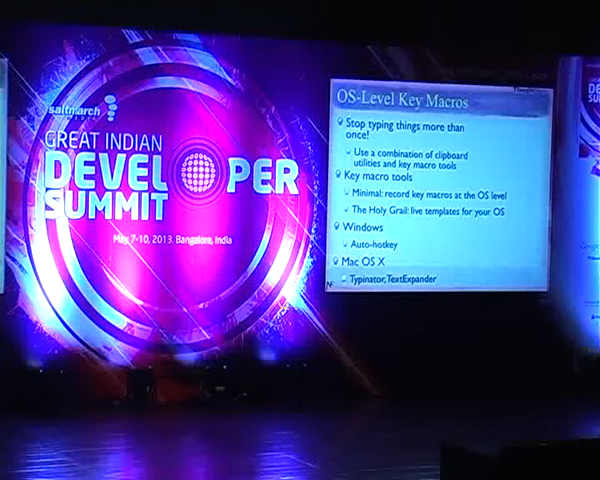 saltmarch
GREAT INDIAN
DEVELOPER
SUMMIT
May 7-10, 2013. Bangalore, India
OS-Level Key Macros
Stop typing things more than
once!
Use a combination of clipboard
utilities and key macro tools
Key macro tools
Minimal: record key macros at the OS level
The Holy Grail: live templates for your OS
Windows
Auto-hotkey
Mac OS X
Typinator, TextExpander